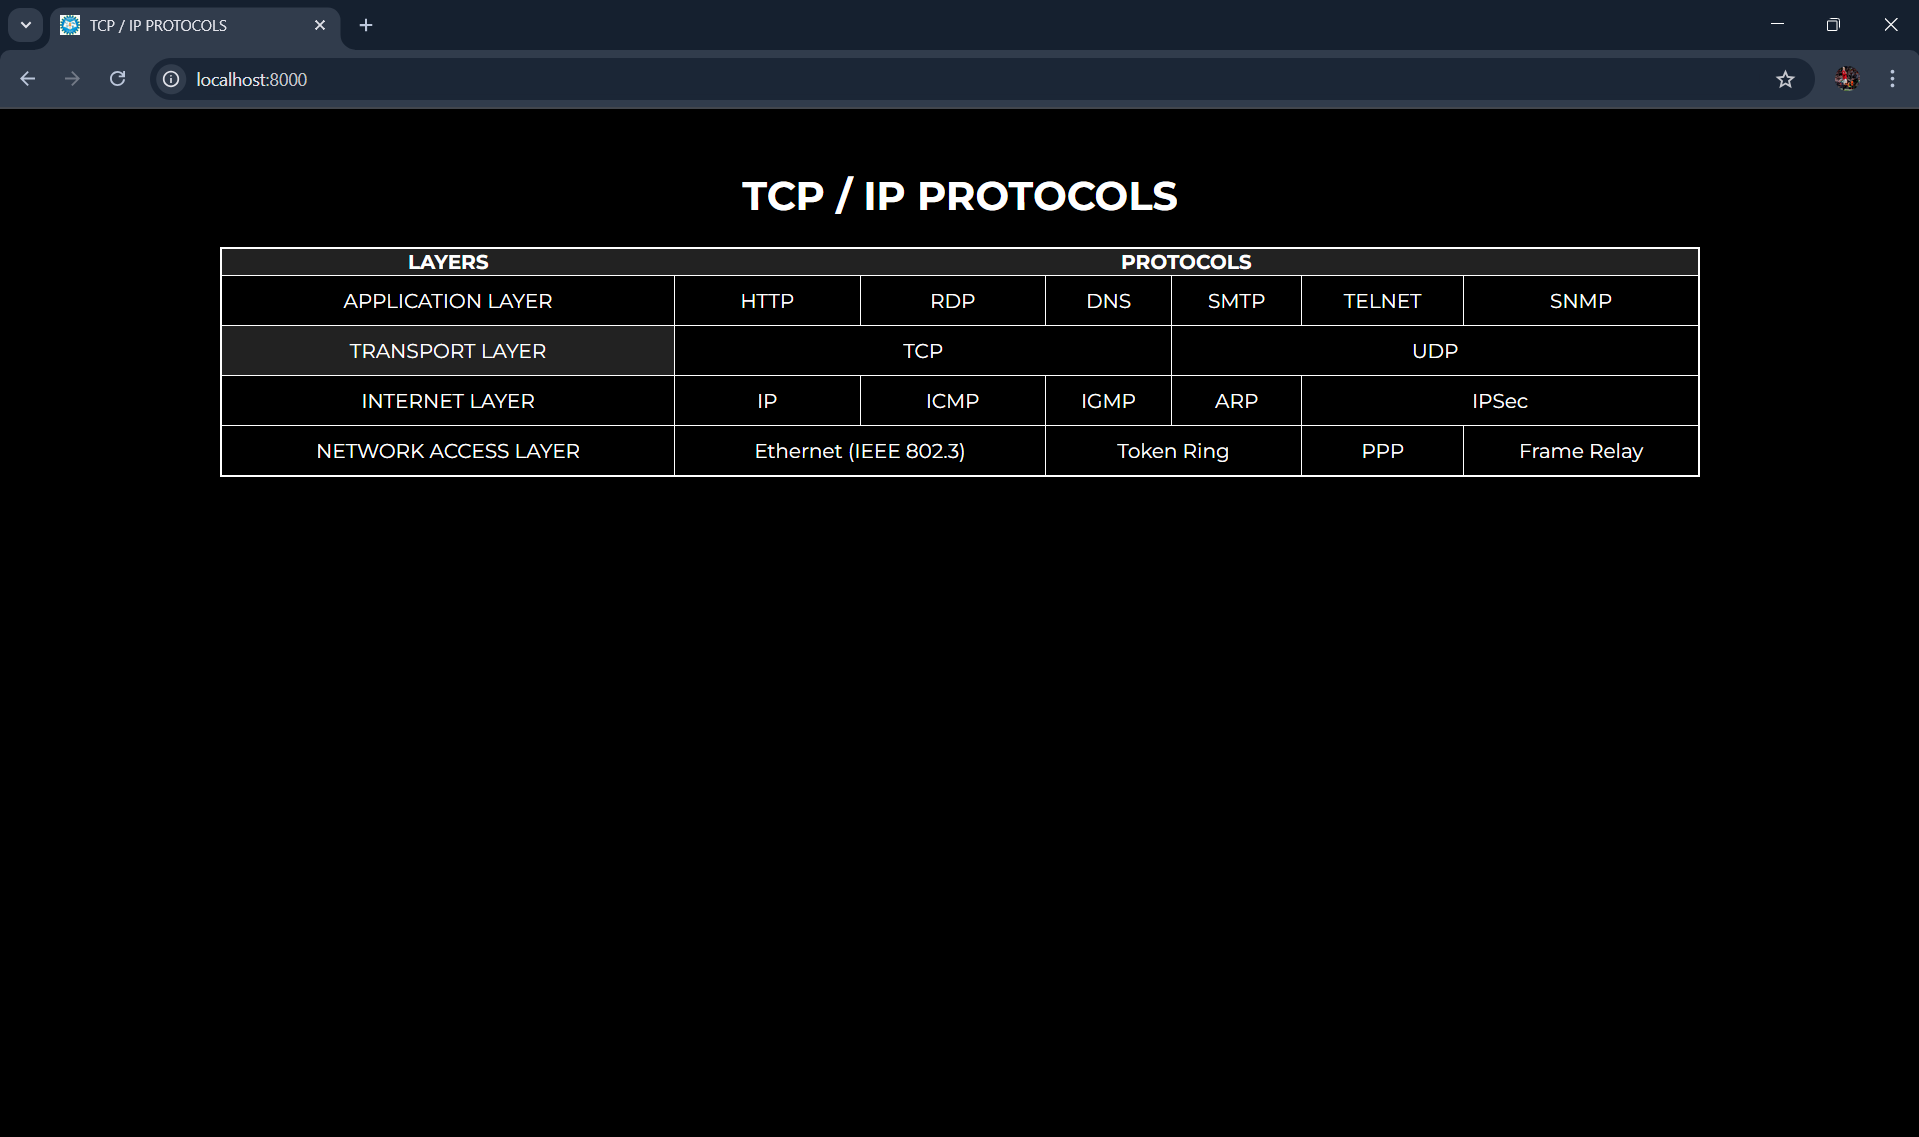 TCP / IP PROTOCOLS
localhost:8000
TCP / IP PROTOCOLS
LAYERS PROTOCOLS
APPLICATION LAYER HTTP RDP DNS SMTP TELNET SNMP
TRANSPORT LAYER TCP UDP
INTERNET LAYER IP ICMP IGMP ARP IPSec
NETWORK ACCESS LAYER Ethernet (IEEE 802.3) Token Ring PPP Frame Relay